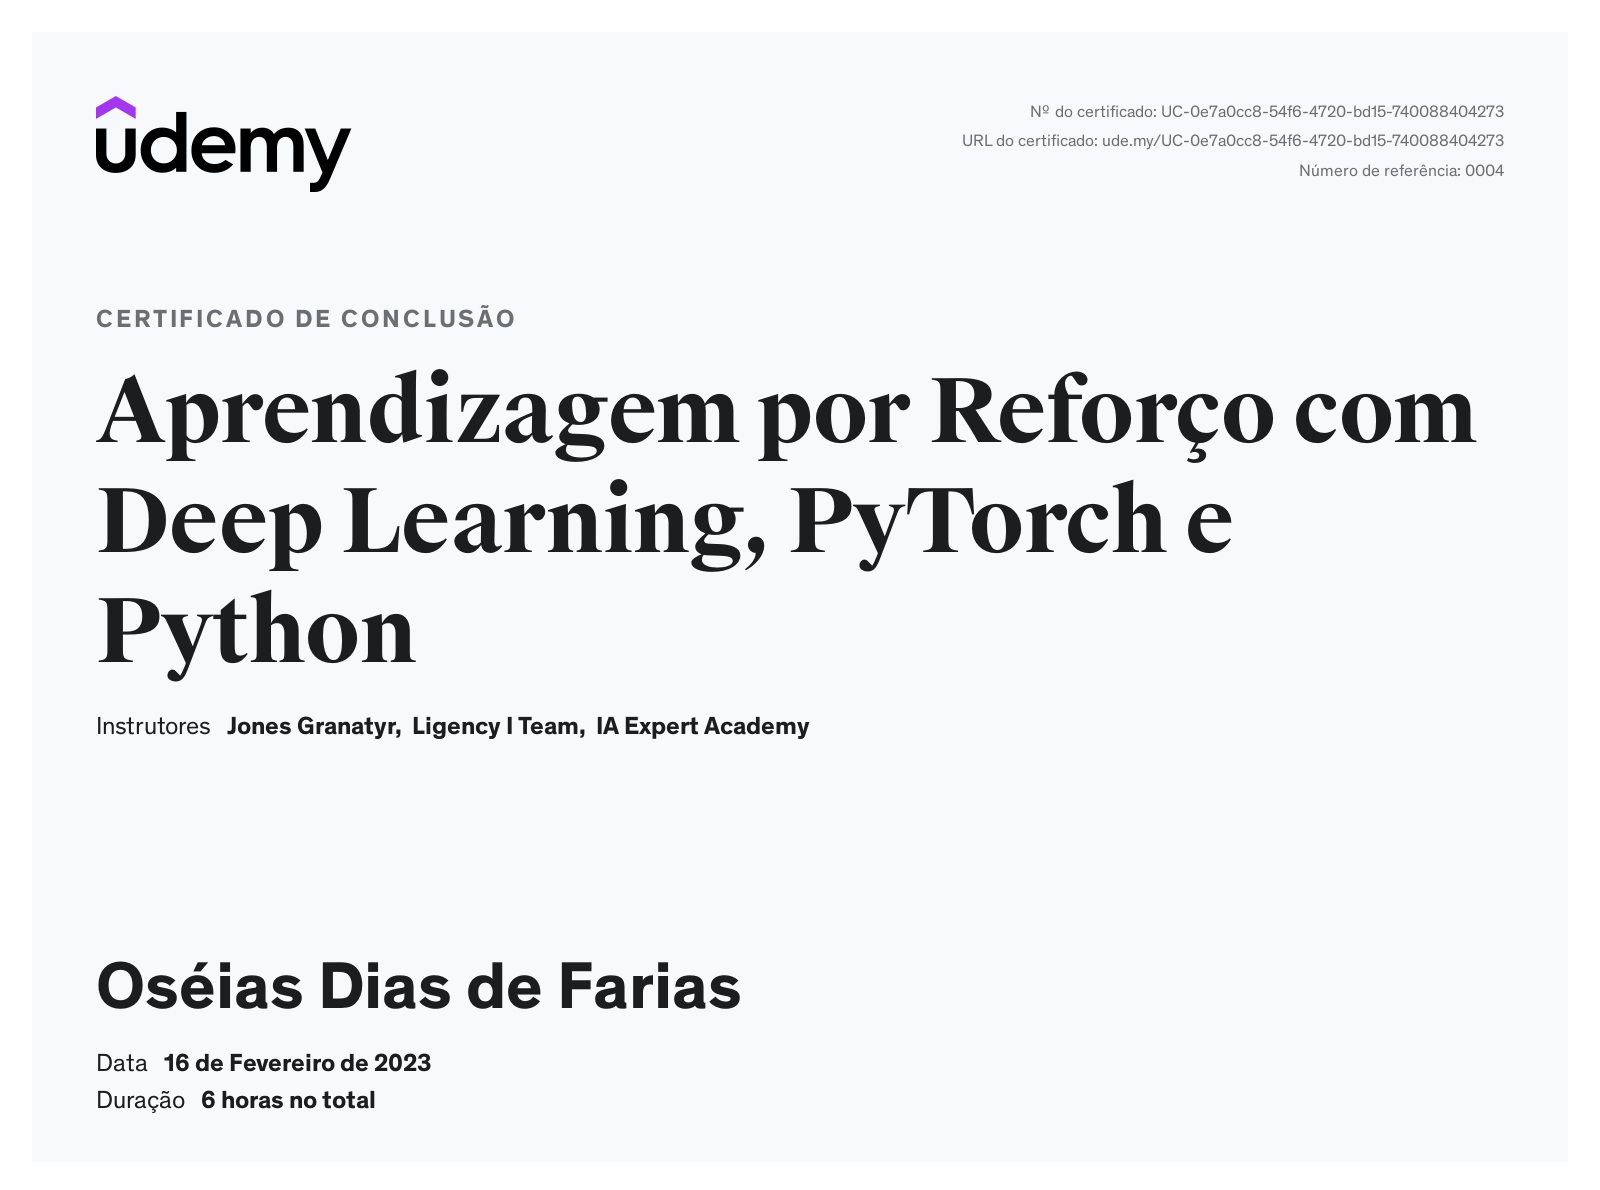 udemy
Nº do certificado: UC-0e7a0cc8-54f6-4720-bd15-740088404273
URL do certificado: ude.my/UC-0e7a0cc8-54f6-4720-bd15-740088404273
Número de referência: 0004
CERTIFICADO DE CONCLUSÃO
Aprendizagem por Reforço com
Deep Learning, PyTorch e
Python
Instrutores Jones Granatyr, Ligency I Team, IA Expert Academy
Oséias Dias de Farias
Data 16 de Fevereiro de 2023
Duração 6 horas no total